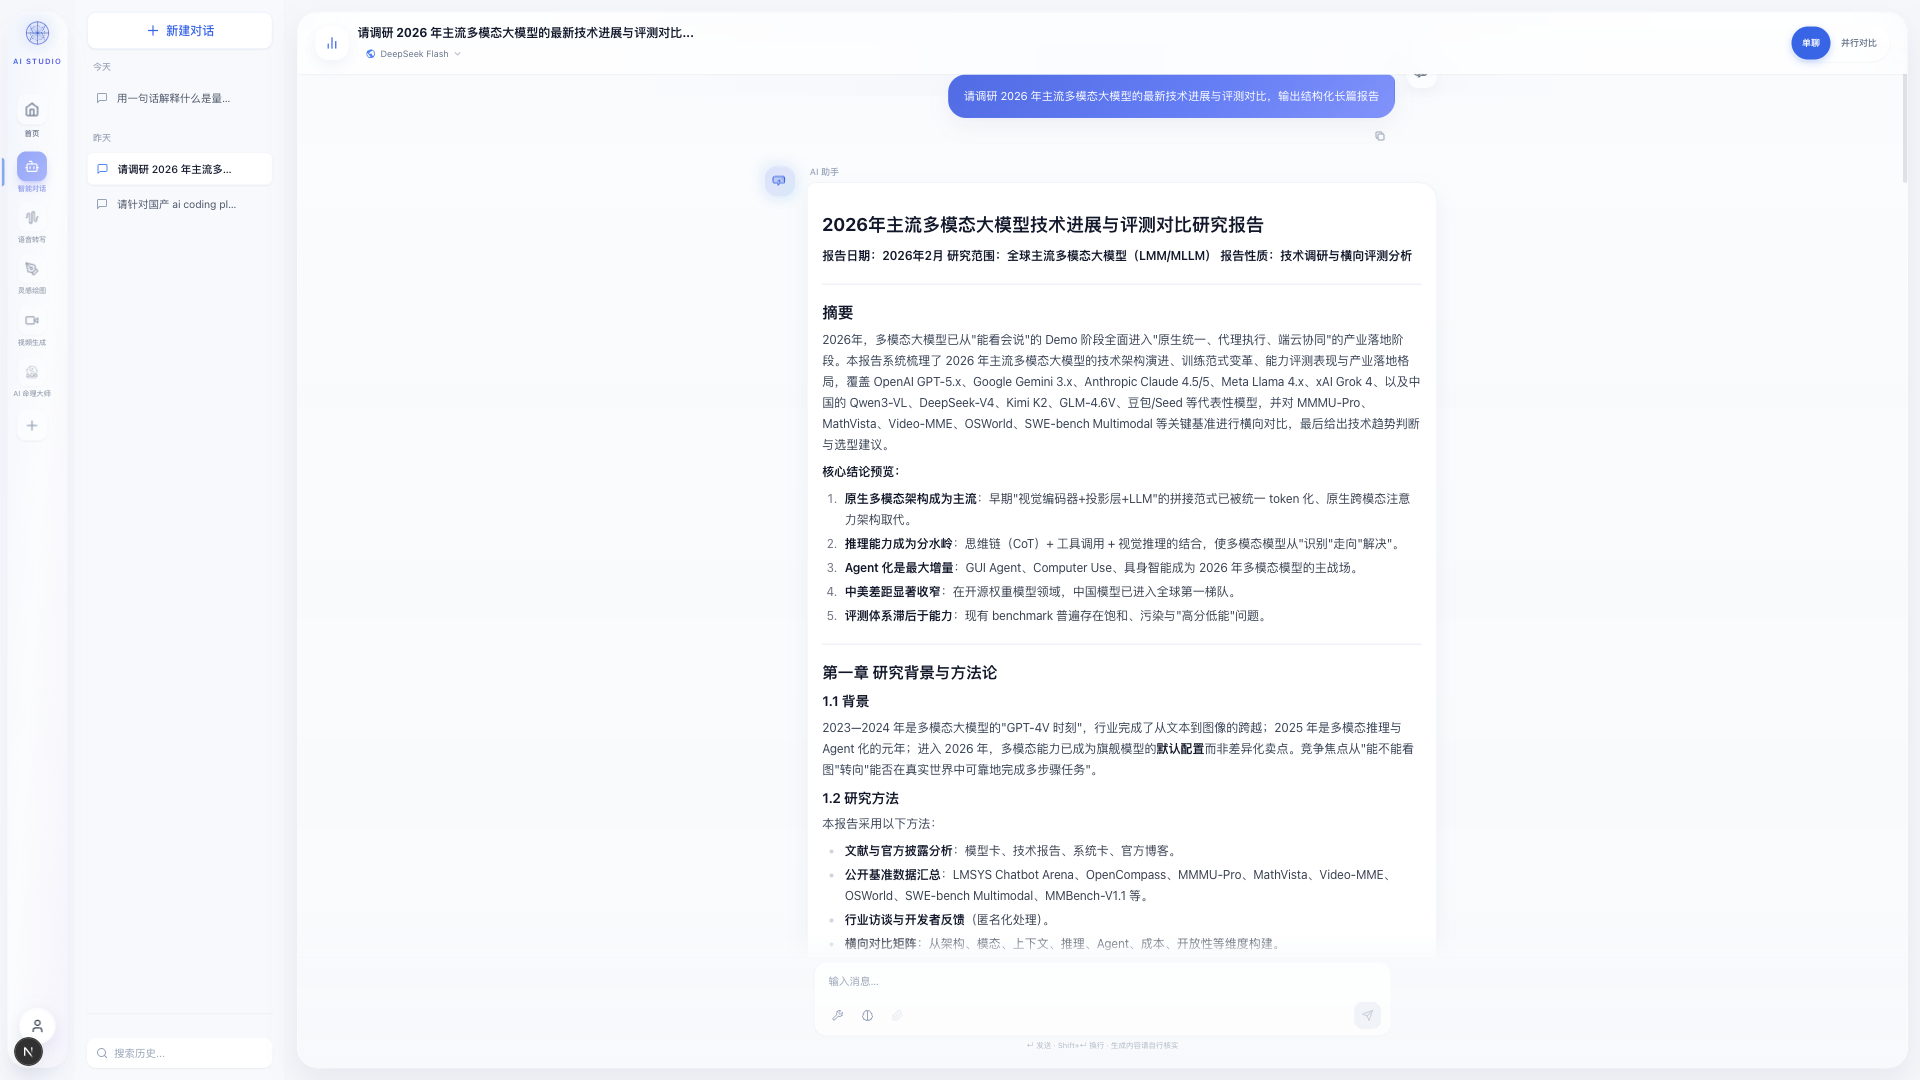 AI STUDIO
首页
智能对话
语音转写
灵感绘图
视频生成
AI 命理大师
N
新建对话
今天
用一句话解释什么是量...
昨天
请调研 2026 年主流多...
请针对国产 ai coding pl...
搜索历史...
请调研 2026 年主流多模态大模型的最新技术进展与评测对比...
DeepSeek Flash
单聊
并行对比
请调研 2026 年主流多模态大模型的最新技术进展与评测对比，输出结构化长篇报告
AI 助手
2026年主流多模态大模型技术进展与评测对比研究报告
报告日期：2026年2月 研究范围：全球主流多模态大模型（LMM/MLLM） 报告性质：技术调研与横向评测分析
摘要
2026年，多模态大模型已从"能看会说"的 Demo 阶段全面进入"原生统一、代理执行、端云协同"的产业落地阶
段。本报告系统梳理了 2026 年主流多模态大模型的技术架构演进、训练范式变革、能力评测表现与产业落地格
局，覆盖 OpenAI GPT-5.x、Google Gemini 3.x、Anthropic Claude 4.5/5、Meta Llama 4.x、xAI Grok 4、以及中
国的 Qwen3-VL、DeepSeek-V4、Kimi K2、GLM-4.6V、豆包/Seed 等代表性模型，并对 MMMU-Pro、
MathVista、Video-MME、OSWorld、SWE-bench Multimodal 等关键基准进行横向对比，最后给出技术趋势判断
与选型建议。
核心结论预览：
1. 原生多模态架构成为主流：早期"视觉编码器+投影层+LLM"的拼接范式已被统一 token 化、原生跨模态注意
力架构取代。
2. 推理能力成为分水岭：思维链（CoT）+ 工具调用 + 视觉推理的结合，使多模态模型从"识别"走向"解决"。
3. Agent 化是最大增量：GUI Agent、Computer Use、具身智能成为 2026 年多模态模型的主战场。
4. 中美差距显著收窄：在开源权重模型领域，中国模型已进入全球第一梯队。
5. 评测体系滞后于能力：现有 benchmark 普遍存在饱和、污染与"高分低能"问题。
第一章 研究背景与方法论
1.1 背景
2023—2024 年是多模态大模型的"GPT-4V 时刻"，行业完成了从文本到图像的跨越；2025 年是多模态推理与
Agent 化的元年；进入 2026 年，多模态能力已成为旗舰模型的默认配置而非差异化卖点。竞争焦点从"能不能看
图"转向"能否在真实世界中可靠地完成多步骤任务"。
1.2 研究方法
本报告采用以下方法：
文献与官方披露分析：模型卡、技术报告、系统卡、官方博客。
公开基准数据汇总：LMSYS Chatbot Arena、OpenCompass、MMMU-Pro、MathVista、Video-MME、
OSWorld、SWE-bench Multimodal、MMBench-V1.1 等。
行业访谈与开发者反馈（匿名化处理）。
横向对比矩阵：从架构、模态、上下文、推理、Agent、成本、开放性等维度构建。
输入消息...
↵ 发送 · Shift+↵ 换行 · 生成内容请自行核实